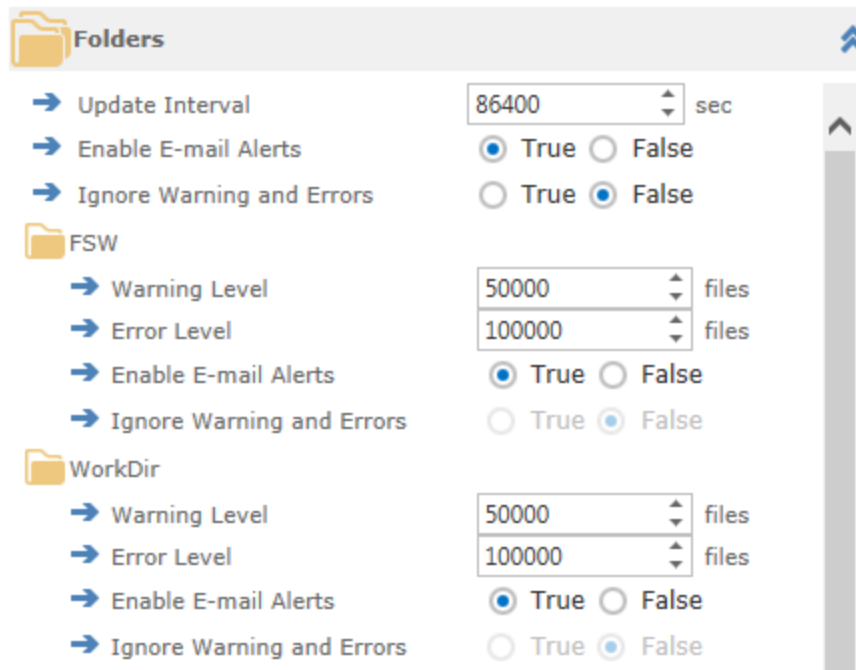 Folders
Update Interval 86400 sec
Enable E-mail Alerts True False
Ignore Warning and Errors True False
FSW
Warning Level 50000 files
Error Level 100000 files
Enable E-mail Alerts True False
Ignore Warning and Errors True False
WorkDir
Warning Level 50000 files
Error Level 100000 files
Enable E-mail Alerts True False
Ignore Warning and Errors True False